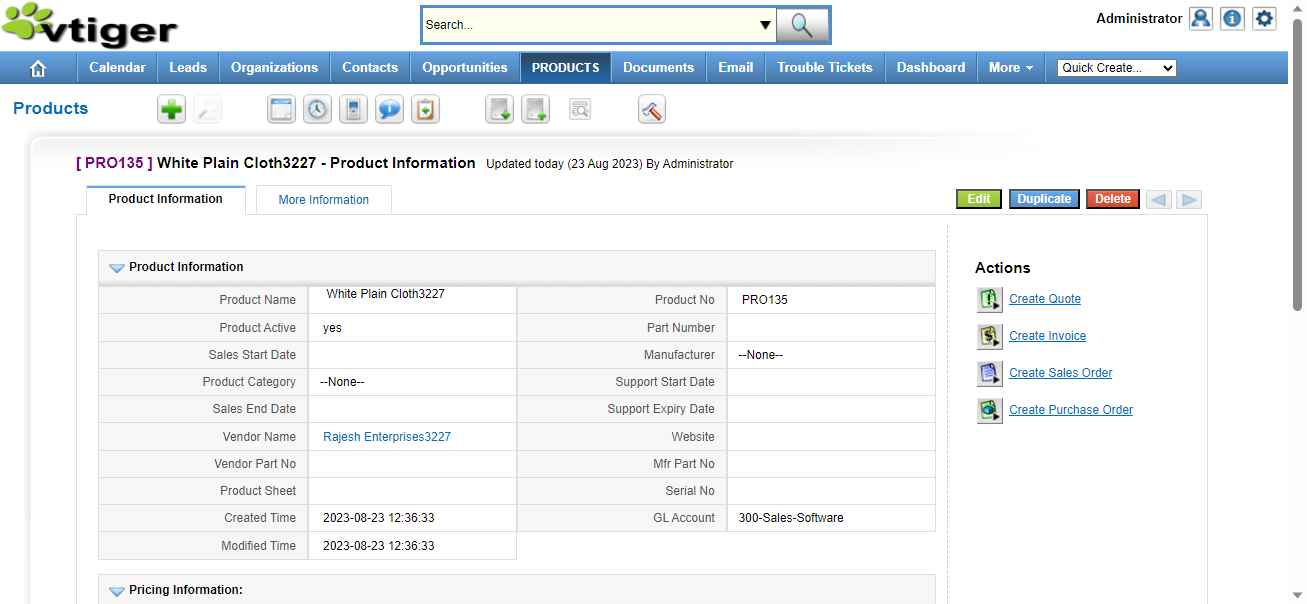 vtiger
Search...
Administrator
Calendar Leads Organizations Contacts Opportunities PRODUCTS Documents Email Trouble Tickets Dashboard More Quick Create...
Products
[ PRO135 ] White Plain Cloth3227 - Product Information Updated today (23 Aug 2023) By Administrator
Product Information More Information Edit Duplicate Delete
Product Information
Product Name White Plain Cloth3227 Product No PRO135
Product Active yes Part Number
Sales Start Date Manufacturer --None--
Product Category --None-- Support Start Date
Sales End Date Support Expiry Date
Vendor Name Rajesh Enterprises3227 Website
Vendor Part No Mfr Part No
Product Sheet Serial No
Created Time 2023-08-23 12:36:33 GL Account 300-Sales-Software
Modified Time 2023-08-23 12:36:33
Pricing Information:
Actions
Create Quote
Create Invoice
Create Sales Order
Create Purchase Order